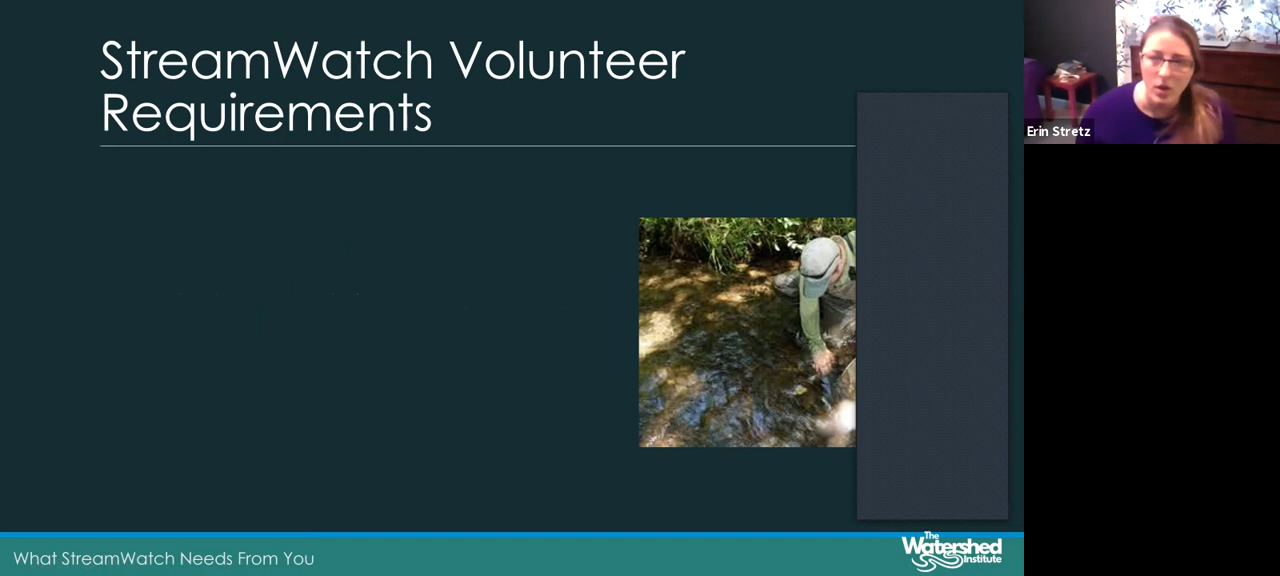 StreamWatch Volunteer
Requirements
Erin Stretz
What StreamWatch Needs From You
The
Watershed
Institute